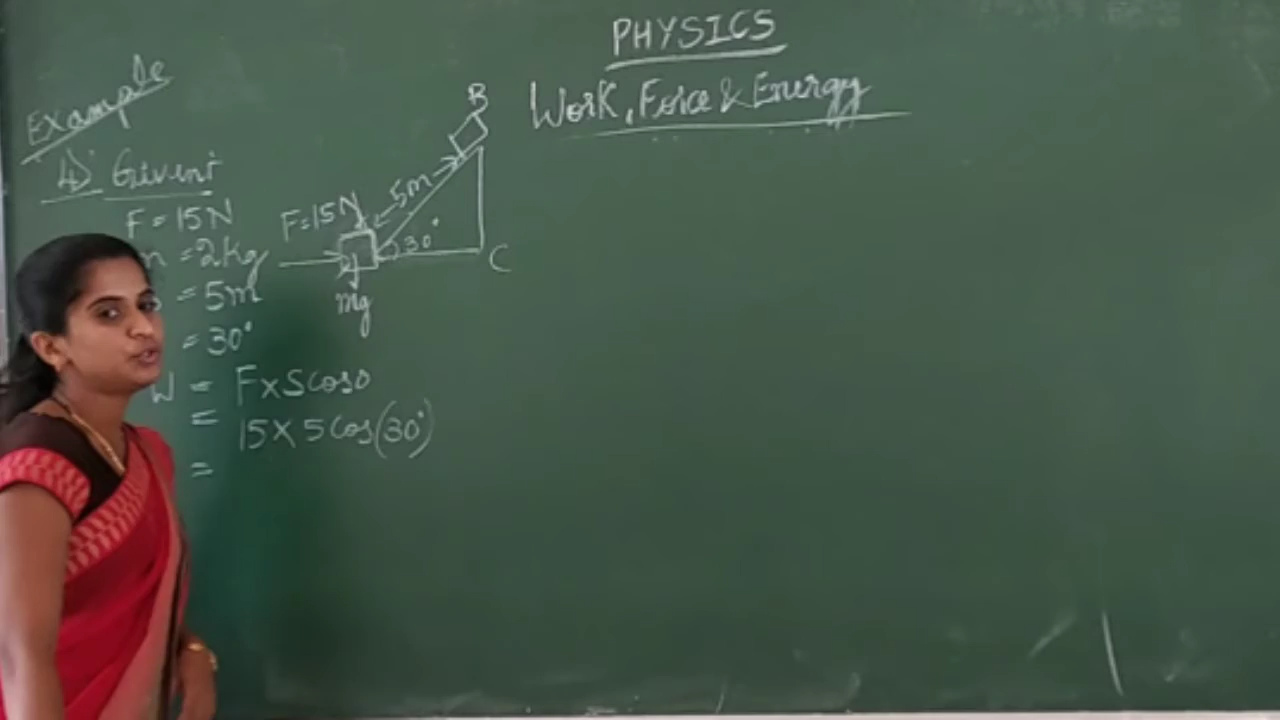 PHYSICS
Work, Force & Energy
Example
1) Given:
F = 15N
m = 2kg
s = 5m
= 30°
W = F x S cosθ
= 15 x 5 cos(30°)
=
B
5m
F=15N
30°
C
mg